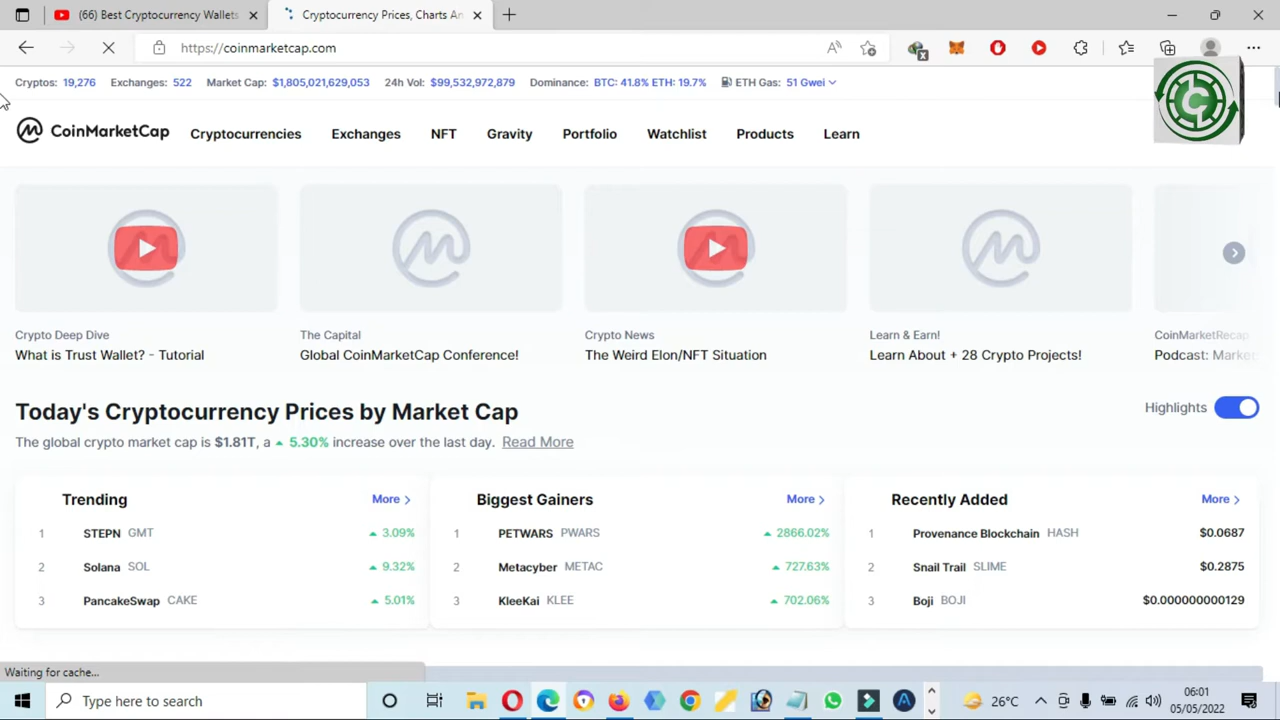 (66) Best Cryptocurrency Wallets
Cryptocurrency Prices, Charts An
https://coinmarketcap.com
Cryptos: 19,276 Exchanges: 522 Market Cap: $1,805,021,629,053 24h Vol: $99,532,972,879 Dominance: BTC: 41.8% ETH: 19.7% ETH Gas: 51 Gwei
CoinMarketCap Cryptocurrencies Exchanges NFT Gravity Portfolio Watchlist Products Learn
Crypto Deep Dive
What is Trust Wallet? - Tutorial
The Capital
Global CoinMarketCap Conference!
Crypto News
The Weird Elon/NFT Situation
Learn & Earn!
Learn About + 28 Crypto Projects!
CoinMarketRecap
Podcast: Marke
Today's Cryptocurrency Prices by Market Cap
Highlights
The global crypto market cap is $1.81T, a 5.30% increase over the last day. Read More
Trending More
1 STEPN GMT 3.09%
2 Solana SOL 9.32%
3 PancakeSwap CAKE 5.01%
Biggest Gainers More
1 PETWARS PWARS 2866.02%
2 Metacyber METAC 727.63%
3 KleeKai KLEE 702.06%
Recently Added More
1 Provenance Blockchain HASH $0.0687
2 Snail Trail SLIME $0.2875
3 Boji BOJI $0.000000000129
Waiting for cache...
Type here to search
26°C
06:01
05/05/2022